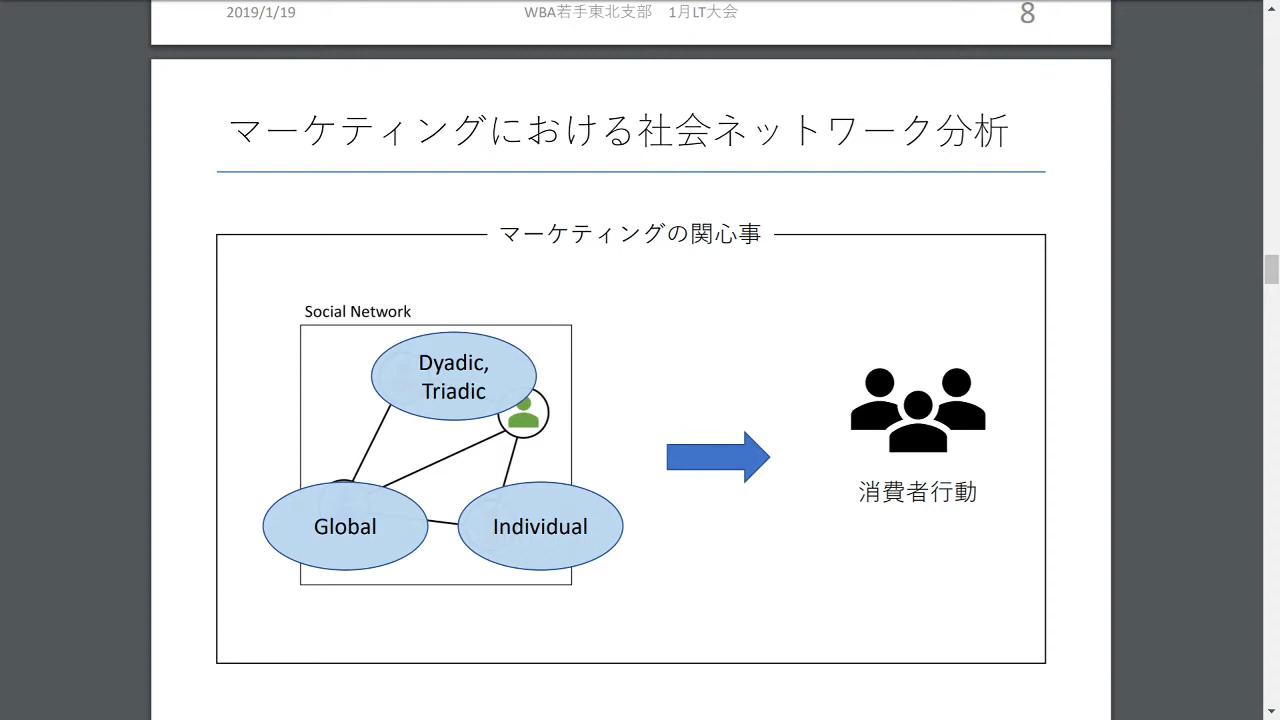 2019/1/19
WBA若手東北支部　1月LT大会
8
マーケティングにおける社会ネットワーク分析
マーケティングの関心事
Social Network
Dyadic,
Triadic
Global
Individual
消費者行動